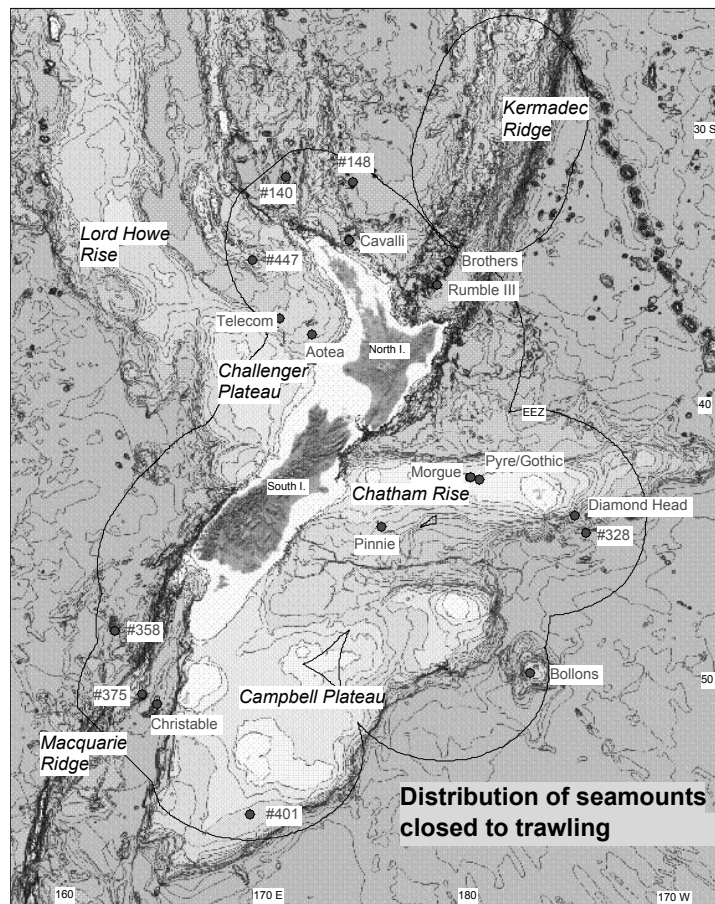 Kermadec
Ridge
30 S
#148
#140
Lord Howe
Rise
Cavalli
#447
Brothers
Rumble III
Telecom
Aotea
North I.
Challenger
Plateau
EEZ
40
Morgue
Pyre/Gothic
South I.
Chatham Rise
Diamond Head
Pinnie
#328
#358
Bollons
50
#375
Campbell Plateau
Christable
Macquarie
Ridge
Distribution of seamounts
closed to trawling
#401
160
170 E
180
170 W